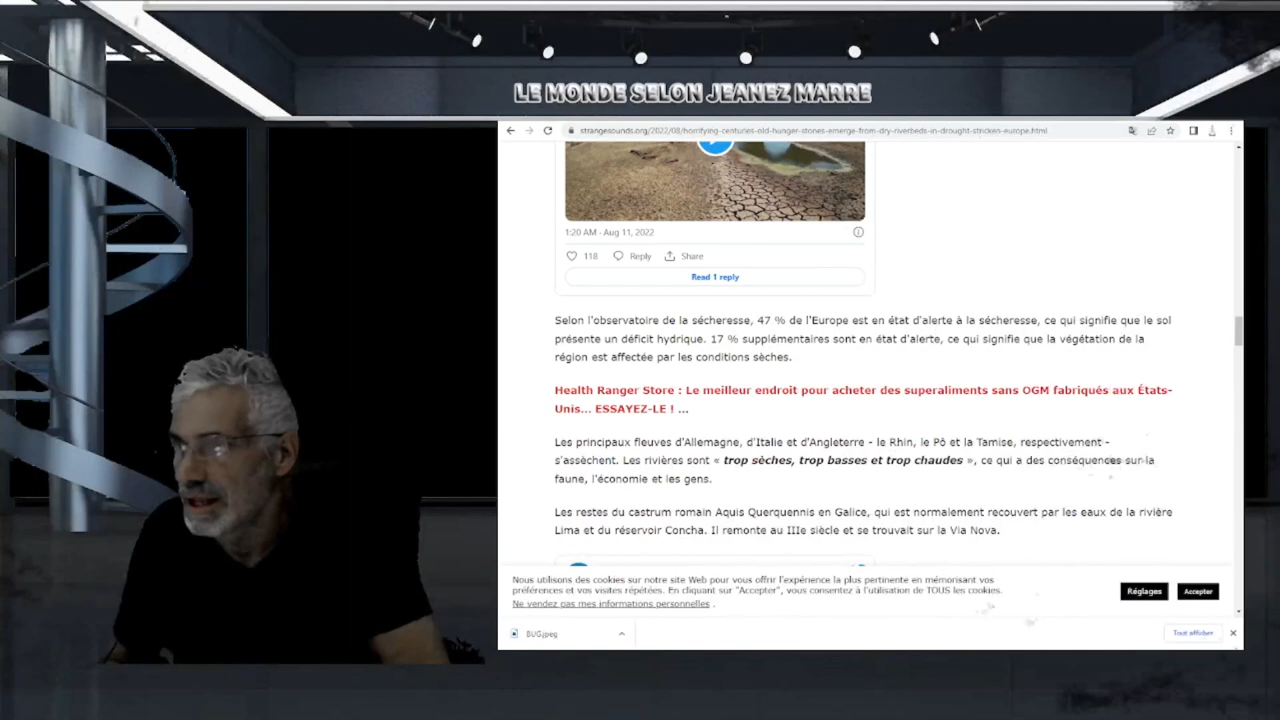 LE MONDE SELON JEANEZ MARRE
strangesounds.org/2022/08/horrifying-centuries-old-hunger-stones-emerge-from-dry-riverbeds-in-drought-stricken-europe.html
1:20 AM - Aug 11, 2022
118 Reply Share
Read 1 reply
Selon l'observatoire de la sécheresse, 47 % de l'Europe est en état d'alerte à la sécheresse, ce qui signifie que le sol
présente un déficit hydrique. 17 % supplémentaires sont en état d'alerte, ce qui signifie que la végétation de la
région est affectée par les conditions sèches.
Health Ranger Store : Le meilleur endroit pour acheter des superaliments sans OGM fabriqués aux États-
Unis... ESSAYEZ-LE ! ...
Les principaux fleuves d'Allemagne, d'Italie et d'Angleterre - le Rhin, le Pô et la Tamise, respectivement -
s'assèchent. Les rivières sont « trop sèches, trop basses et trop chaudes », ce qui a des conséquences sur la
faune, l'économie et les gens.
Les restes du castrum romain Aquis Querquennis en Galice, qui est normalement recouvert par les eaux de la rivière
Lima et du réservoir Concha. Il remonte au IIIe siècle et se trouvait sur la Via Nova.
Nous utilisons des cookies sur notre site Web pour vous offrir l'expérience la plus pertinente en mémorisant vos
préférences et vos visites répétées. En cliquant sur "Accepter", vous consentez à l'utilisation de TOUS les cookies.
Ne vendez pas mes informations personnelles .
Réglages Accepter
BUG.jpeg
Tout afficher